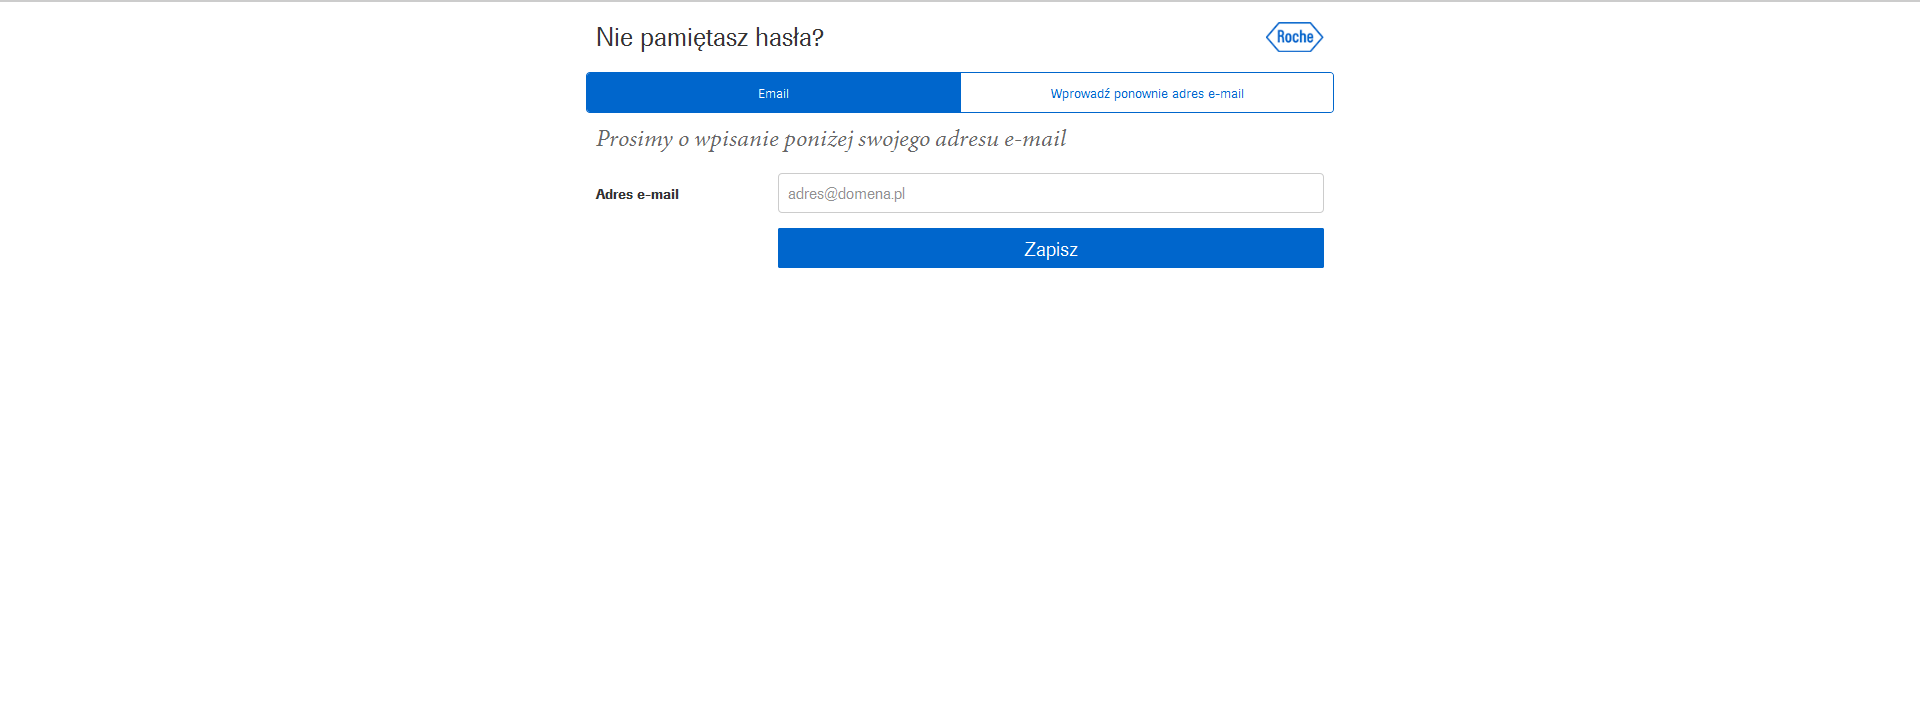 Nie pamiętasz hasła?
Roche
Email
Wprowadź ponownie adres e-mail
Prosimy o wpisanie poniżej swojego adresu e-mail
Adres e-mail
adres@domena.pl
Zapisz